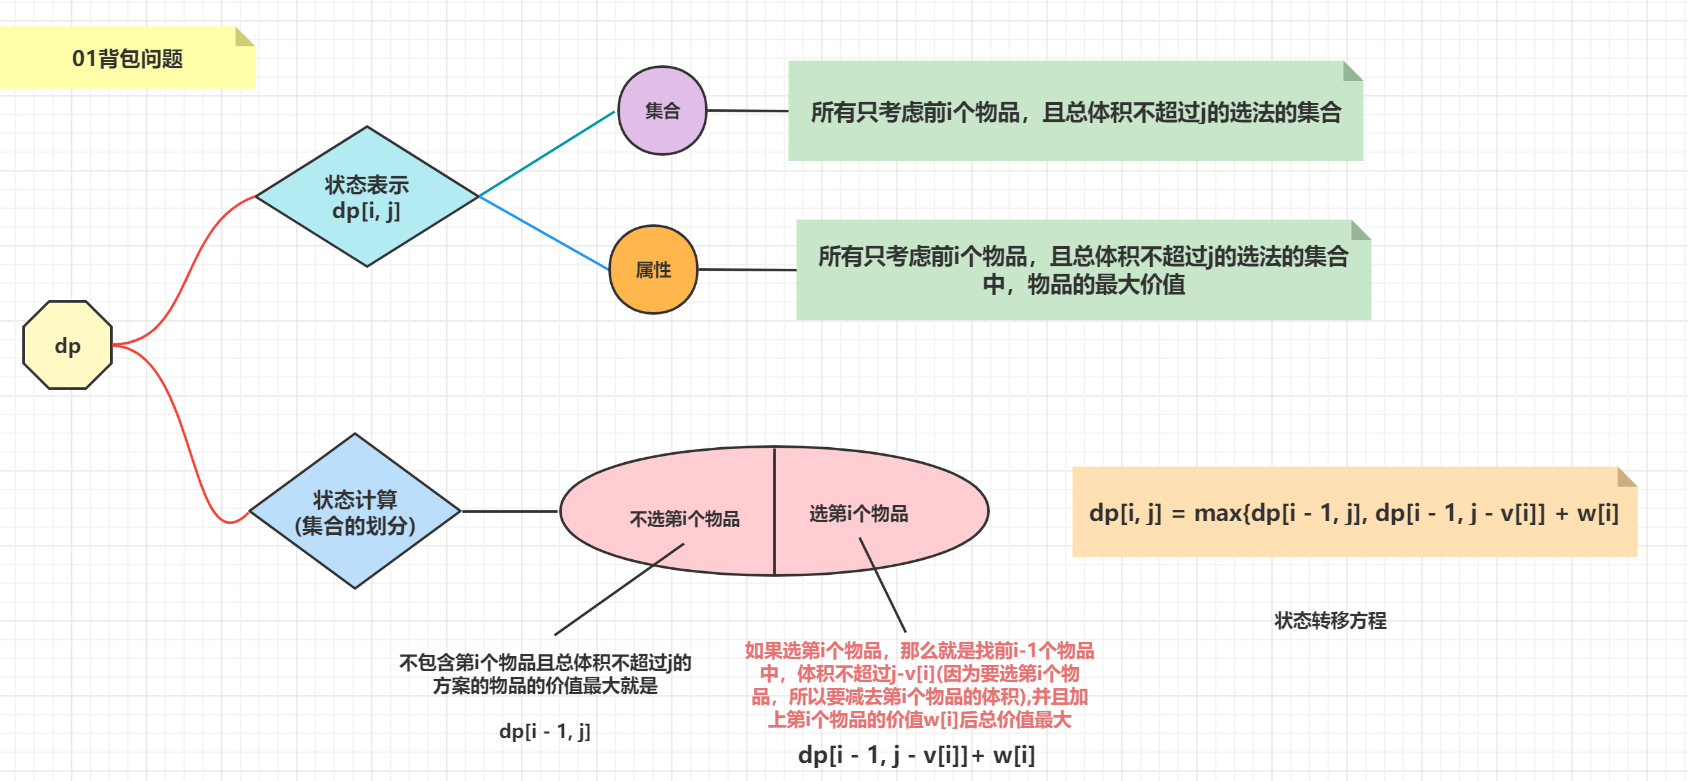 01背包问题
集合
所有只考虑前i个物品，且总体积不超过j的选法的集合
状态表示
dp[i, j]
属性
所有只考虑前i个物品，且总体积不超过j的选法的集合
中，物品的最大价值
dp
状态计算
(集合的划分)
不选第i个物品
选第i个物品
dp[i, j] = max{dp[i - 1, j], dp[i - 1, j - v[i]] + w[i]
状态转移方程
不包含第i个物品且总体积不超过j的
方案的物品的价值最大就是
dp[i - 1, j]
如果选第i个物品，那么就是找前i-1个物品
中，体积不超过j-v[i](因为要选第i个物
品，所以要减去第i个物品的体积),并且加
上第i个物品的价值w[i]后总价值最大
dp[i - 1, j - v[i]]+ w[i]